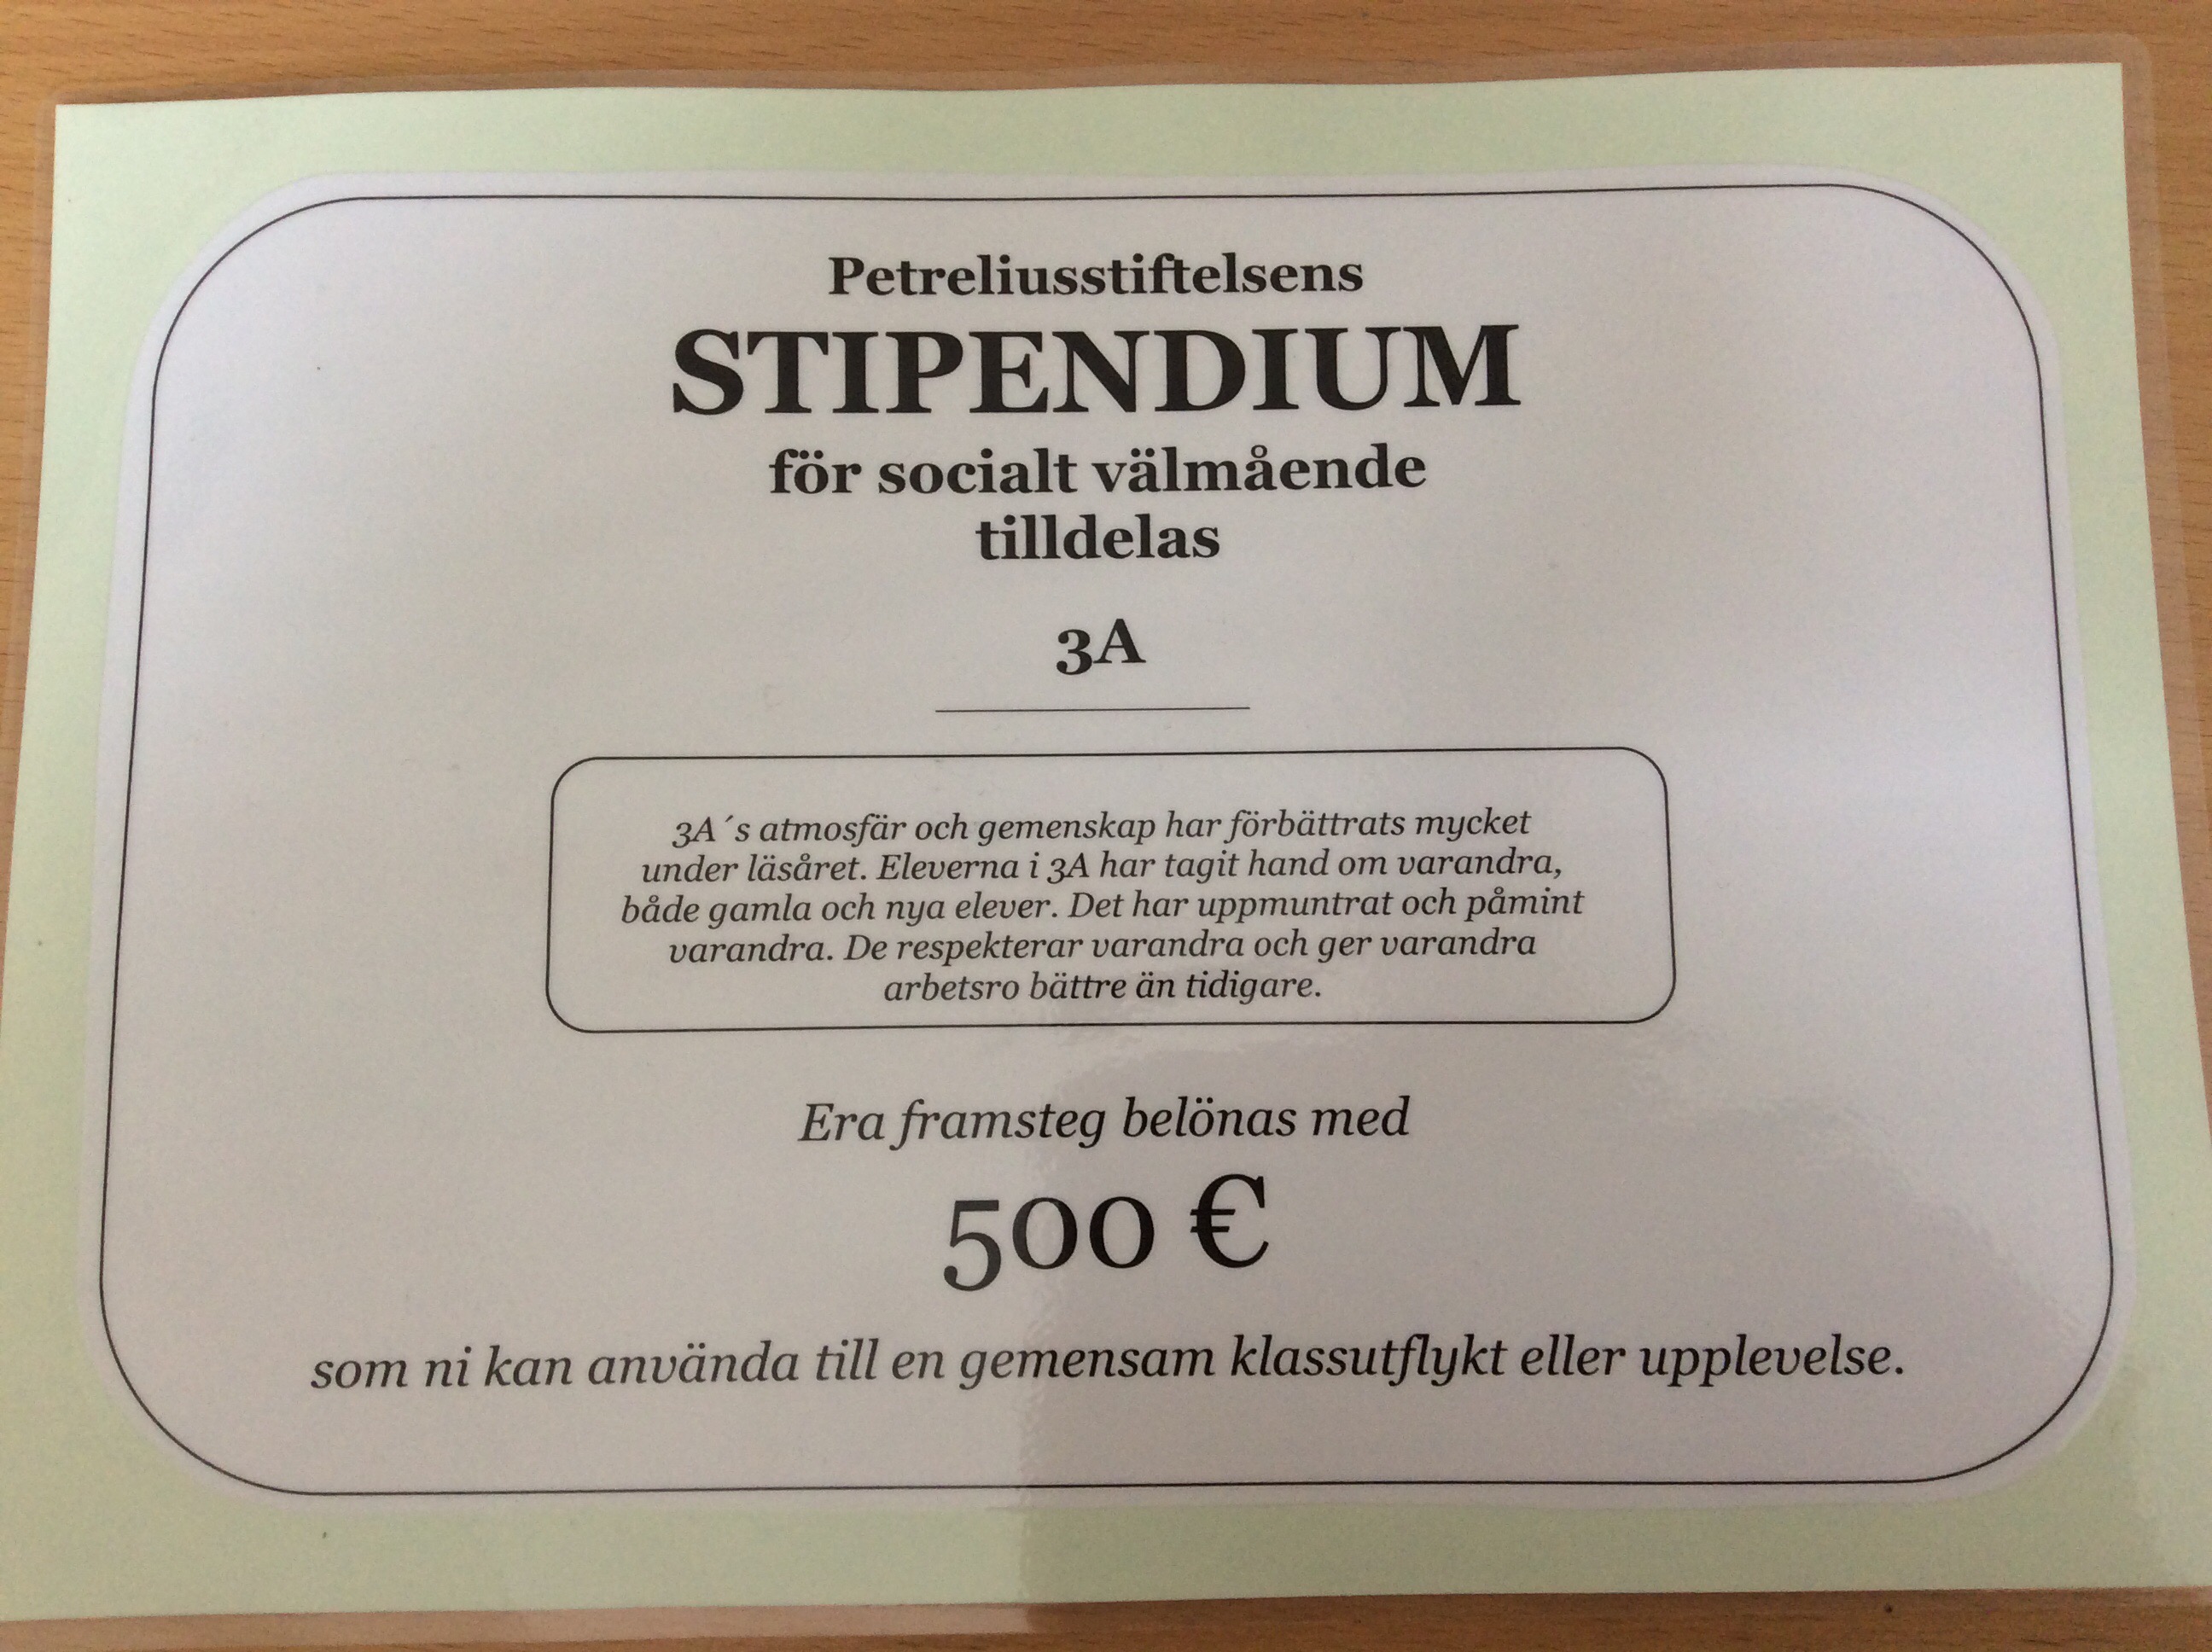 Petreliusstiftelsens
STIPENDIUM
för socialt välmående
tilldelas
3A
3A´s atmosfär och gemenskap har förbättrats mycket
under läsåret. Eleverna i 3A har tagit hand om varandra,
både gamla och nya elever. Det har uppmuntrat och påmint
varandra. De respekterar varandra och ger varandra
arbetsro bättre än tidigare.
Era framsteg belönas med
500 €
som ni kan använda till en gemensam klassutflykt eller upplevelse.